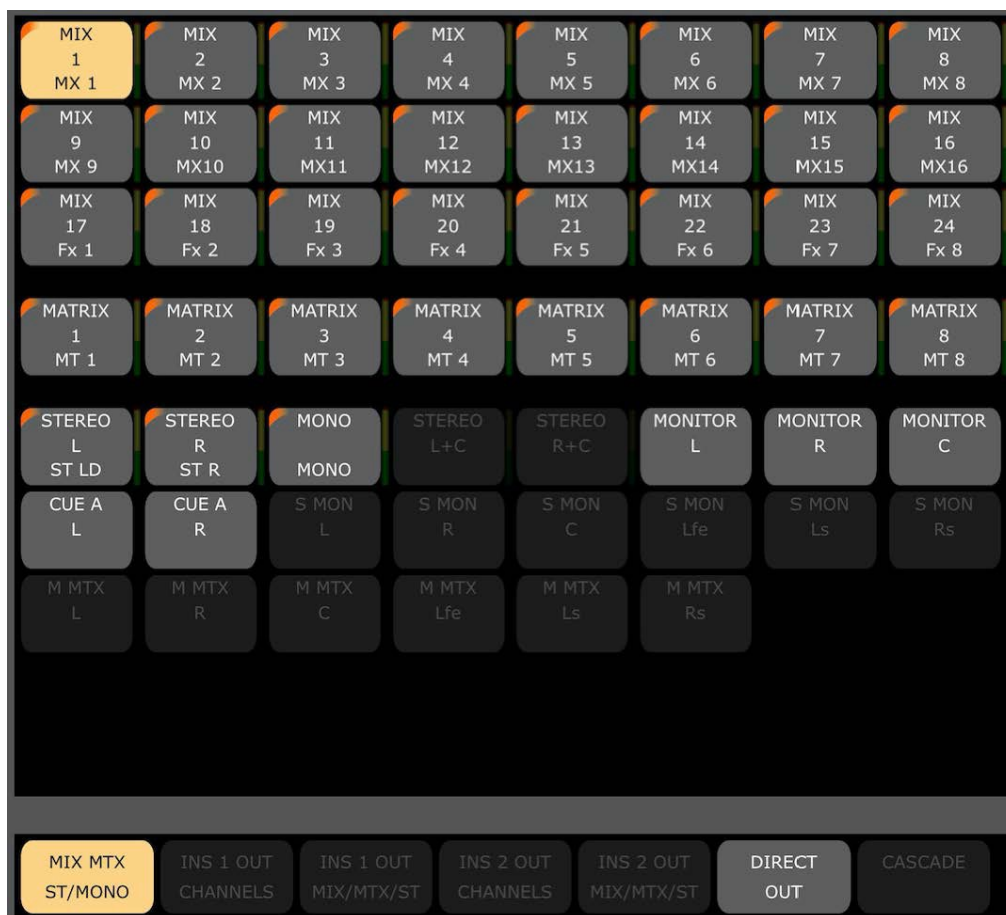 MIX MIX MIX MIX MIX MIX MIX MIX
1 2 3 4 5 6 7 8
MX 1 MX 2 MX 3 MX 4 MX 5 MX 6 MX 7 MX 8
MIX MIX MIX MIX MIX MIX MIX MIX
9 10 11 12 13 14 15 16
MX 9 MX10 MX11 MX12 MX13 MX14 MX15 MX16
MIX MIX MIX MIX MIX MIX MIX MIX
17 18 19 20 21 22 23 24
Fx 1 Fx 2 Fx 3 Fx 4 Fx 5 Fx 6 Fx 7 Fx 8
MATRIX MATRIX MATRIX MATRIX MATRIX MATRIX MATRIX MATRIX
1 2 3 4 5 6 7 8
MT 1 MT 2 MT 3 MT 4 MT 5 MT 6 MT 7 MT 8
STEREO STEREO MONO STEREO STEREO MONITOR MONITOR MONITOR
L R L+C R+C L R C
ST LD ST R MONO
CUE A CUE A S MON S MON S MON S MON S MON S MON
L R L R C Lfe Ls Rs
M MTX M MTX M MTX M MTX M MTX M MTX
L R C Lfe Ls Rs
MIX MTX INS 1 OUT INS 1 OUT INS 2 OUT INS 2 OUT DIRECT CASCADE
ST/MONO CHANNELS MIX/MTX/ST CHANNELS MIX/MTX/ST OUT